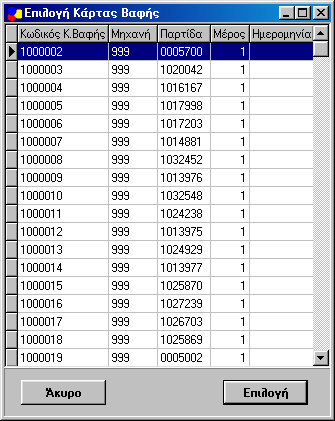 Επιλογή Κάρτας Βαφής
Κωδικός Κ.Βαφής Μηχανή Παρτίδα Μέρος Ημερομηνία
1000002 999 0005700 1
1000003 999 1020042 1
1000004 999 1016167 1
1000005 999 1017998 1
1000006 999 1017203 1
1000007 999 1014881 1
1000008 999 1032452 1
1000009 999 1013976 1
1000010 999 1032548 1
1000011 999 1024238 1
1000012 999 1013975 1
1000013 999 1024929 1
1000014 999 1013977 1
1000015 999 1025870 1
1000016 999 1027239 1
1000017 999 1026703 1
1000018 999 1025869 1
1000019 999 0005002 1
Άκυρο Επιλογή